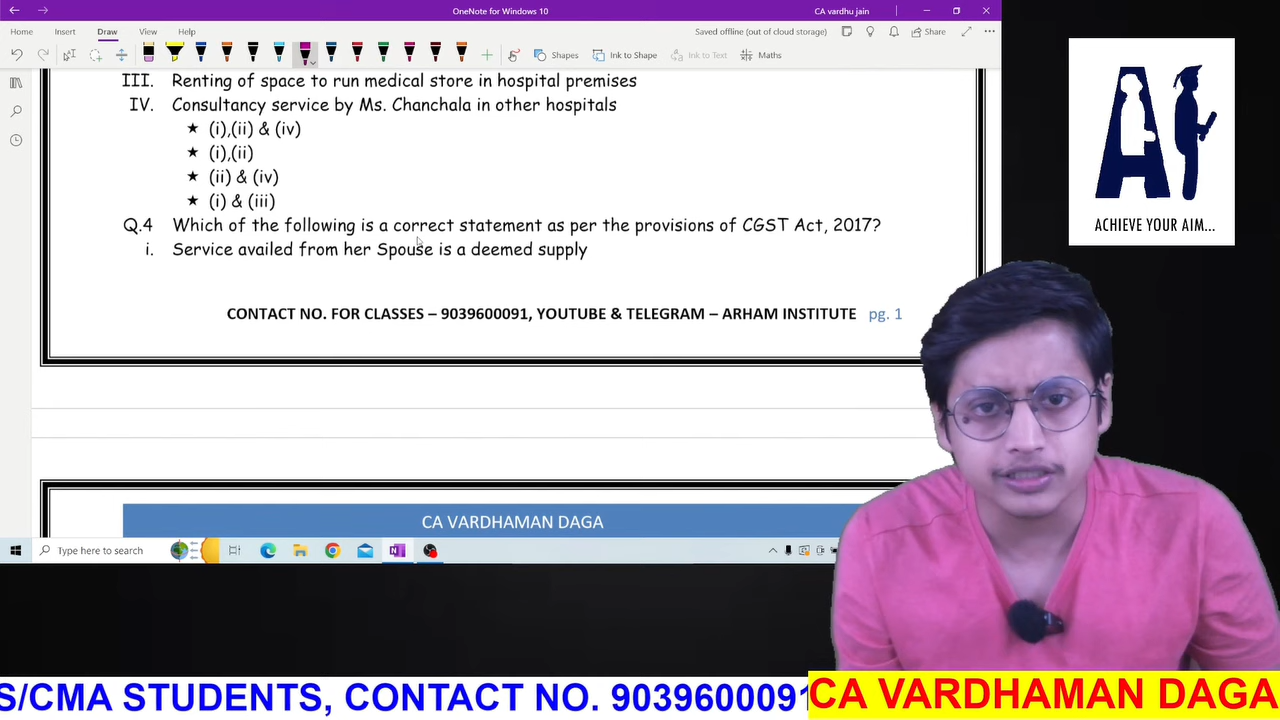 OneNote for Windows 10
CA vardhu jain
Home Insert Draw View Help
Saved offline (out of cloud storage)
Share
Shapes
Ink to Shape
Ink to Text
Maths
III. Renting of space to run medical store in hospital premises
IV. Consultancy service by Ms. Chanchala in other hospitals
★ (i),(ii) & (iv)
★ (i),(ii)
★ (ii) & (iv)
★ (i) & (iii)
Q.4 Which of the following is a correct statement as per the provisions of CGST Act, 2017?
i. Service availed from her Spouse is a deemed supply
CONTACT NO. FOR CLASSES – 9039600091, YOUTUBE & TELEGRAM – ARHAM INSTITUTE pg. 1
CA VARDHAMAN DAGA
Type here to search
ACHIEVE YOUR AIM...
S/CMA STUDENTS, CONTACT NO. 9039600091
CA VARDHAMAN DAGA